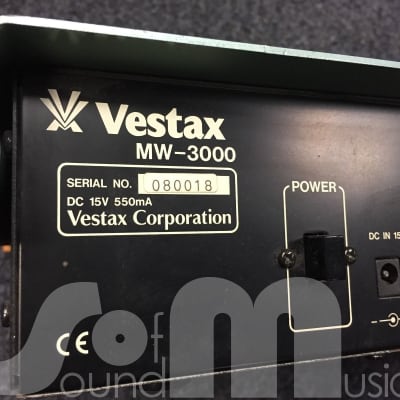 Vestax
MW-3000
SERIAL NO. 080018
DC 15V 550mA
Vestax Corporation
POWER
DC IN 15
CE
Sound of Music